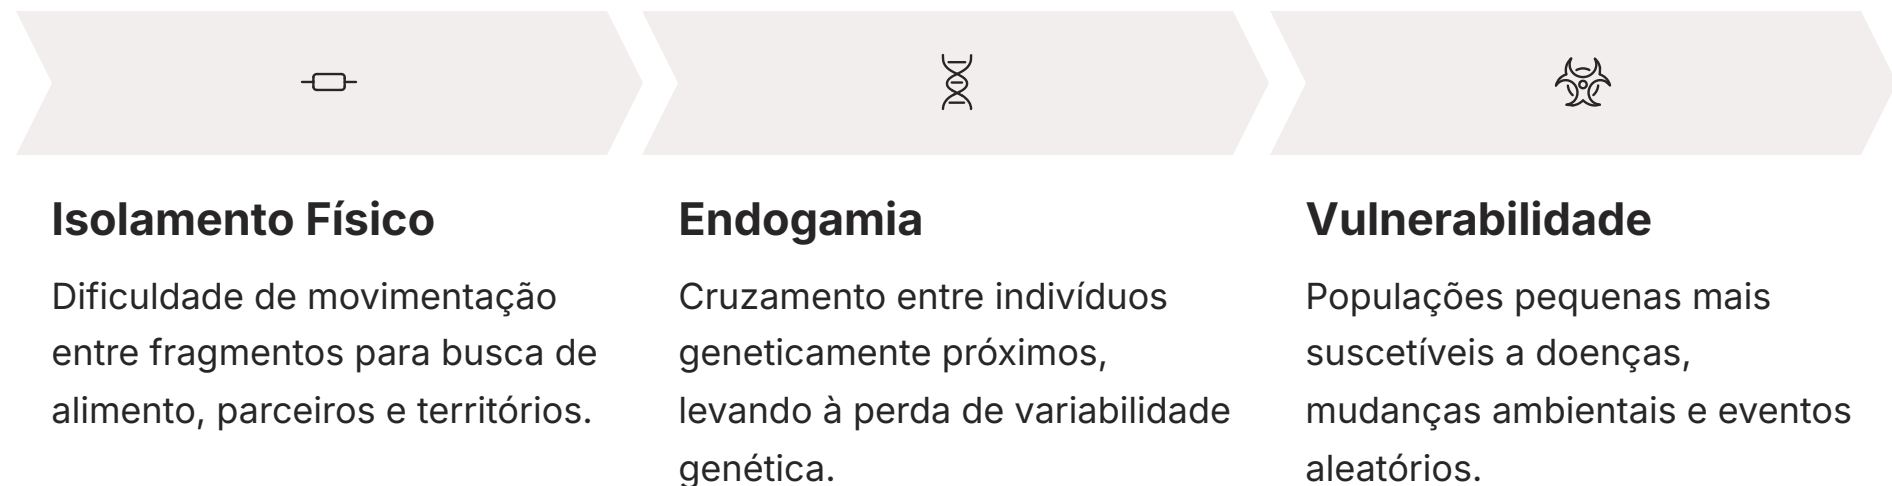 Isolamento Físico
Dificuldade de movimentação
entre fragmentos para busca de
alimento, parceiros e territórios.
Endogamia
Cruzamento entre indivíduos
geneticamente próximos,
levando à perda de variabilidade
genética.
Vulnerabilidade
Populações pequenas mais
suscetíveis a doenças,
mudanças ambientais e eventos
aleatórios.